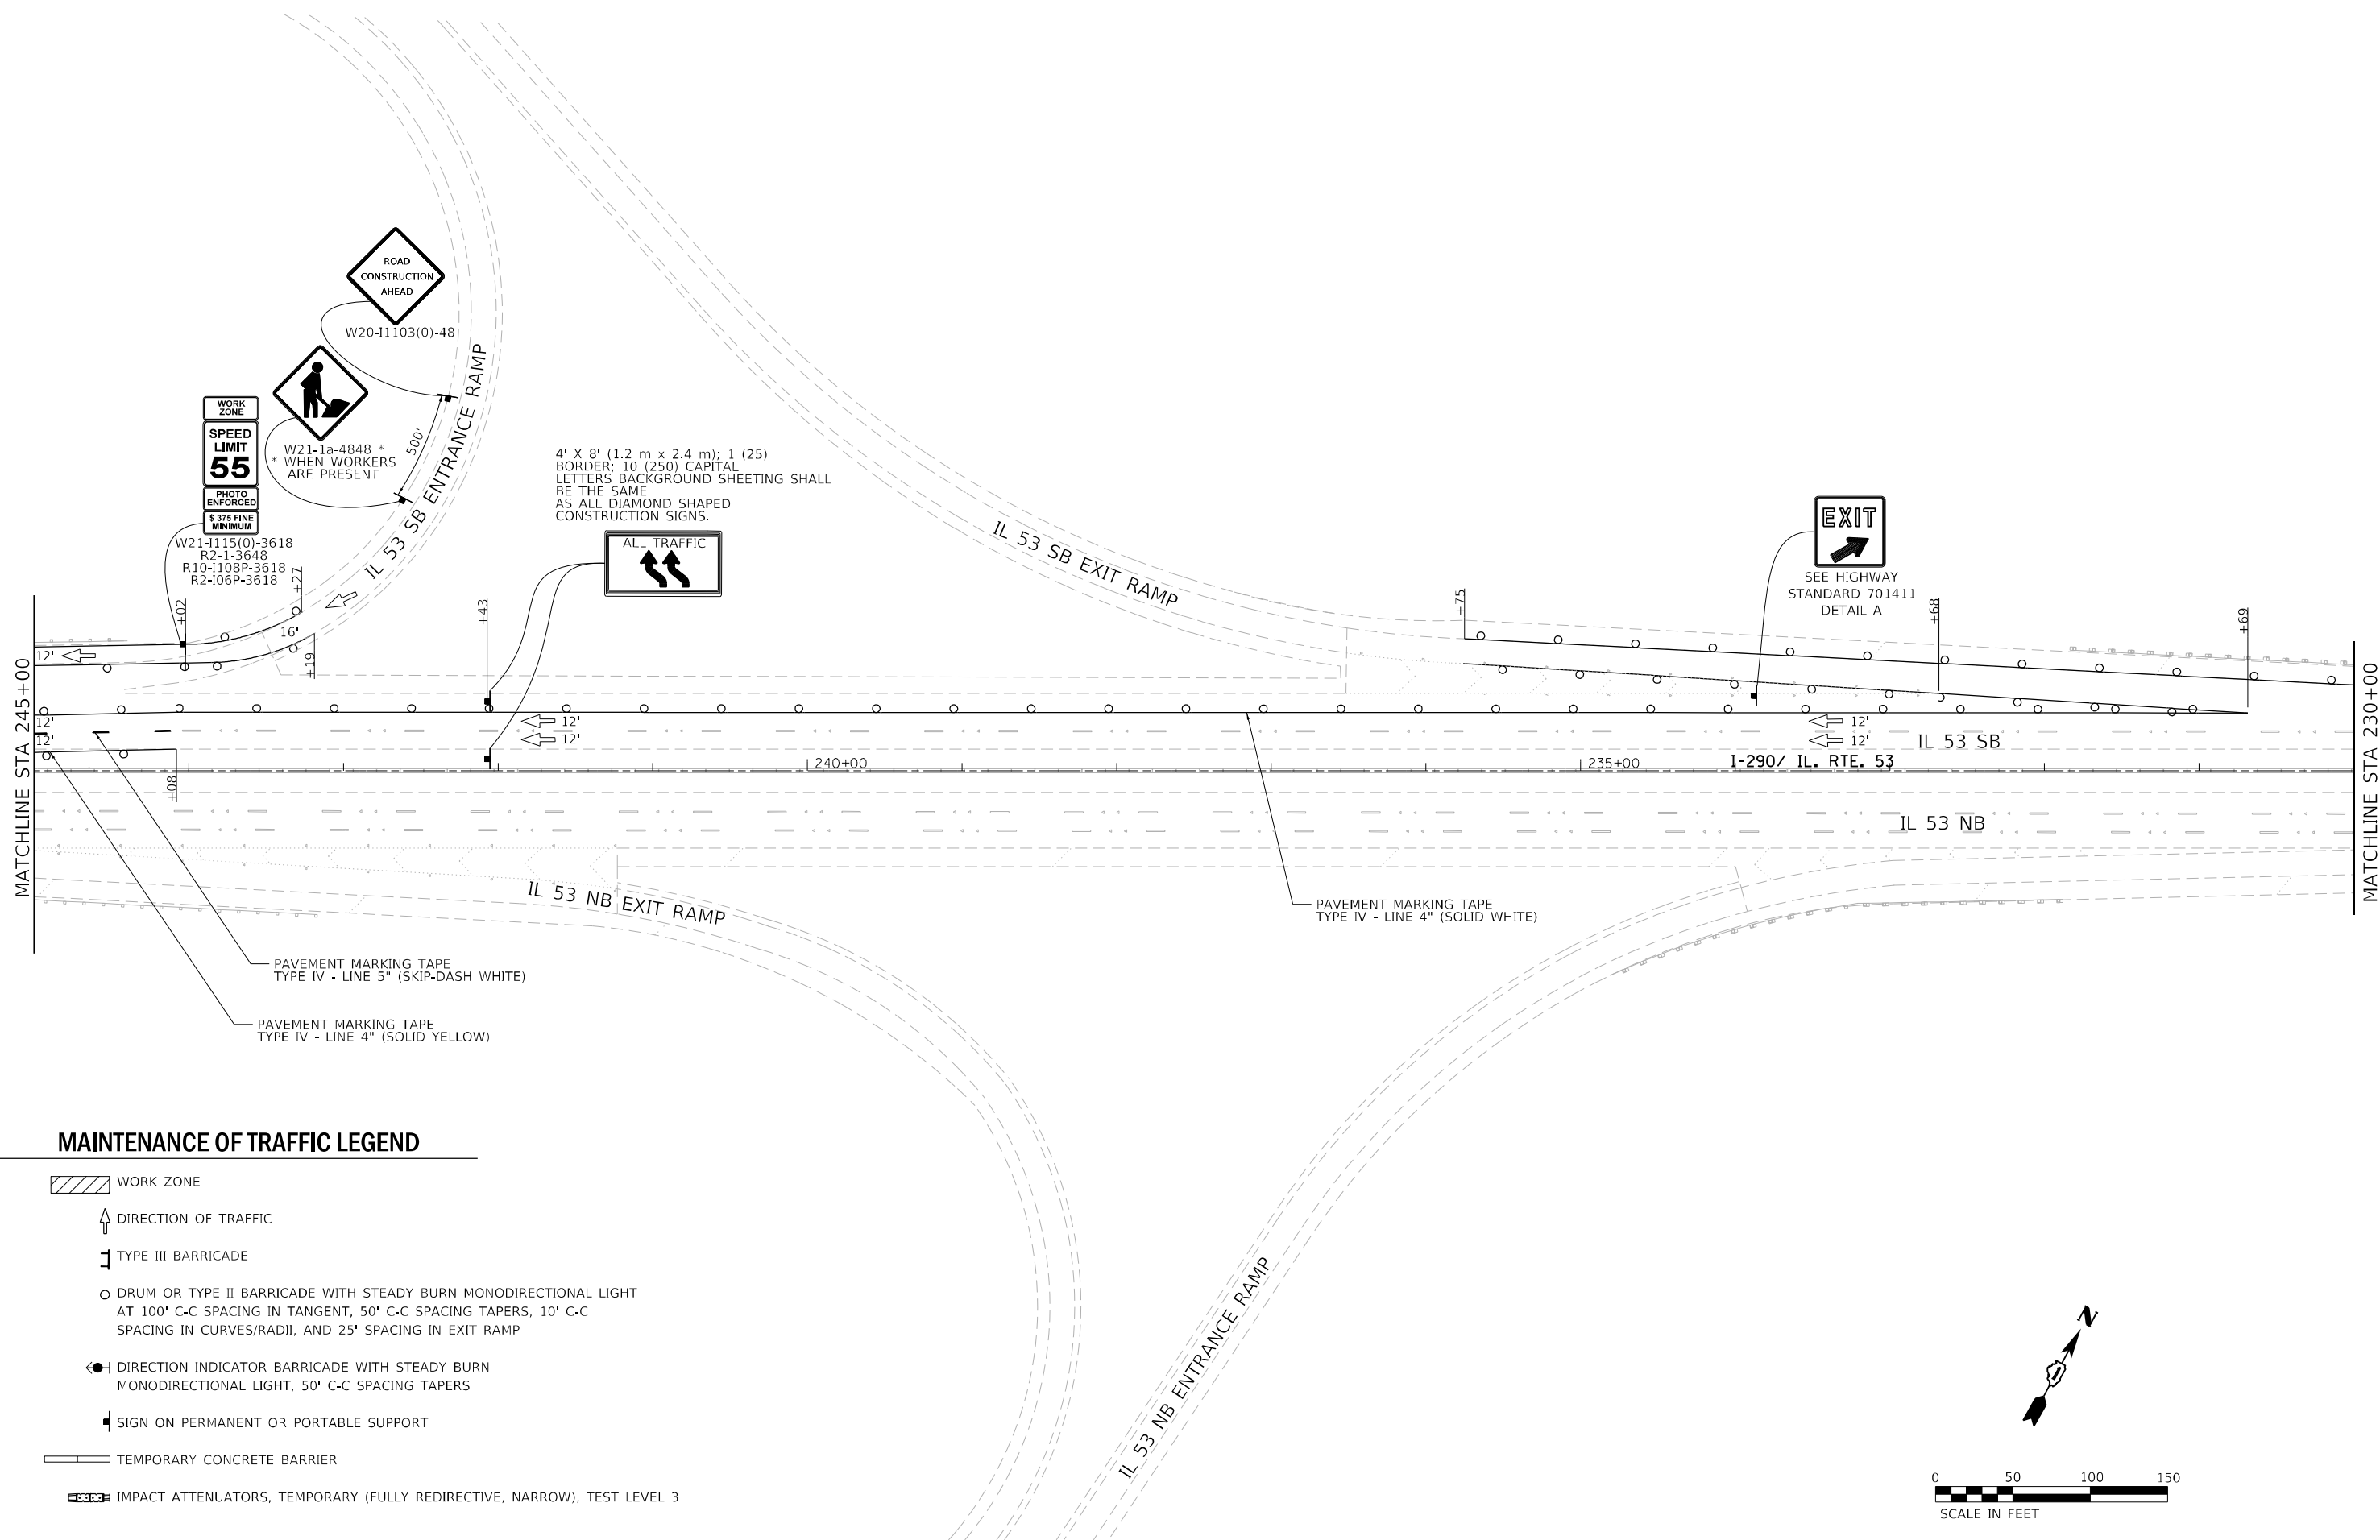 ROAD
CONSTRUCTION
AHEAD
W20-I1103(0)-48
W21-1a-4848 *
* WHEN WORKERS
ARE PRESENT
WORK
ZONE
SPEED
LIMIT
55
PHOTO
ENFORCED
$ 375 FINE
MINIMUM
W21-I115(0)-3618
R2-1-3648
R10-I108P-3618
R2-I06P-3618
500'
IL 53 SB ENTRANCE RAMP
4' X 8' (1.2 m x 2.4 m); 1 (25)
BORDER; 10 (250) CAPITAL
LETTERS BACKGROUND SHEETING SHALL
BE THE SAME
AS ALL DIAMOND SHAPED
CONSTRUCTION SIGNS.
ALL TRAFFIC
IL 53 SB EXIT RAMP
EXIT
SEE HIGHWAY
STANDARD 701411
DETAIL A
+02
+27
16'
+19
+43
+75
+68
+69
MATCHLINE STA 245+00
12'
12'
12'
+08
12'
12'
12'
12'
IL 53 SB
240+00
235+00
I-290/ IL. RTE. 53
IL 53 NB
MATCHLINE STA 230+00
IL 53 NB EXIT RAMP
PAVEMENT MARKING TAPE
TYPE IV - LINE 4" (SOLID WHITE)
PAVEMENT MARKING TAPE
TYPE IV - LINE 5" (SKIP-DASH WHITE)
PAVEMENT MARKING TAPE
TYPE IV - LINE 4" (SOLID YELLOW)
IL 53 NB ENTRANCE RAMP
MAINTENANCE OF TRAFFIC LEGEND
WORK ZONE
DIRECTION OF TRAFFIC
TYPE III BARRICADE
DRUM OR TYPE II BARRICADE WITH STEADY BURN MONODIRECTIONAL LIGHT
AT 100' C-C SPACING IN TANGENT, 50' C-C SPACING TAPERS, 10' C-C
SPACING IN CURVES/RADII, AND 25' SPACING IN EXIT RAMP
DIRECTION INDICATOR BARRICADE WITH STEADY BURN
MONODIRECTIONAL LIGHT, 50' C-C SPACING TAPERS
SIGN ON PERMANENT OR PORTABLE SUPPORT
TEMPORARY CONCRETE BARRIER
IMPACT ATTENUATORS, TEMPORARY (FULLY REDIRECTIVE, NARROW), TEST LEVEL 3
N
0 50 100 150
SCALE IN FEET